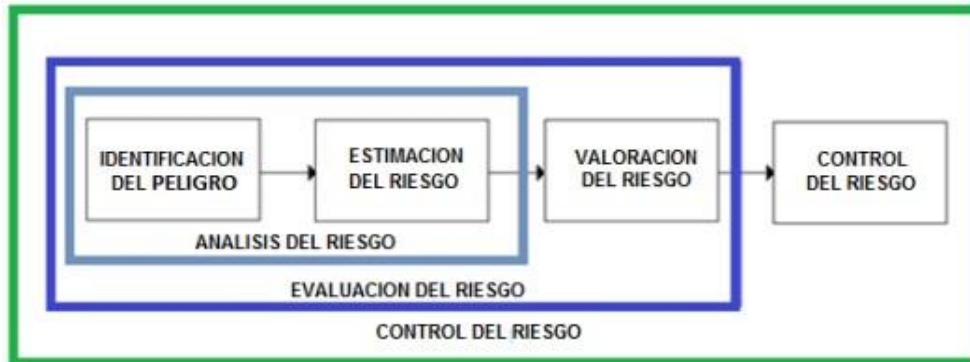 IDENTIFICACION
DEL PELIGRO
ESTIMACION
DEL RIESGO
VALORACION
DEL RIESGO
CONTROL
DEL RIESGO
ANALISIS DEL RIESGO
EVALUACION DEL RIESGO
CONTROL DEL RIESGO